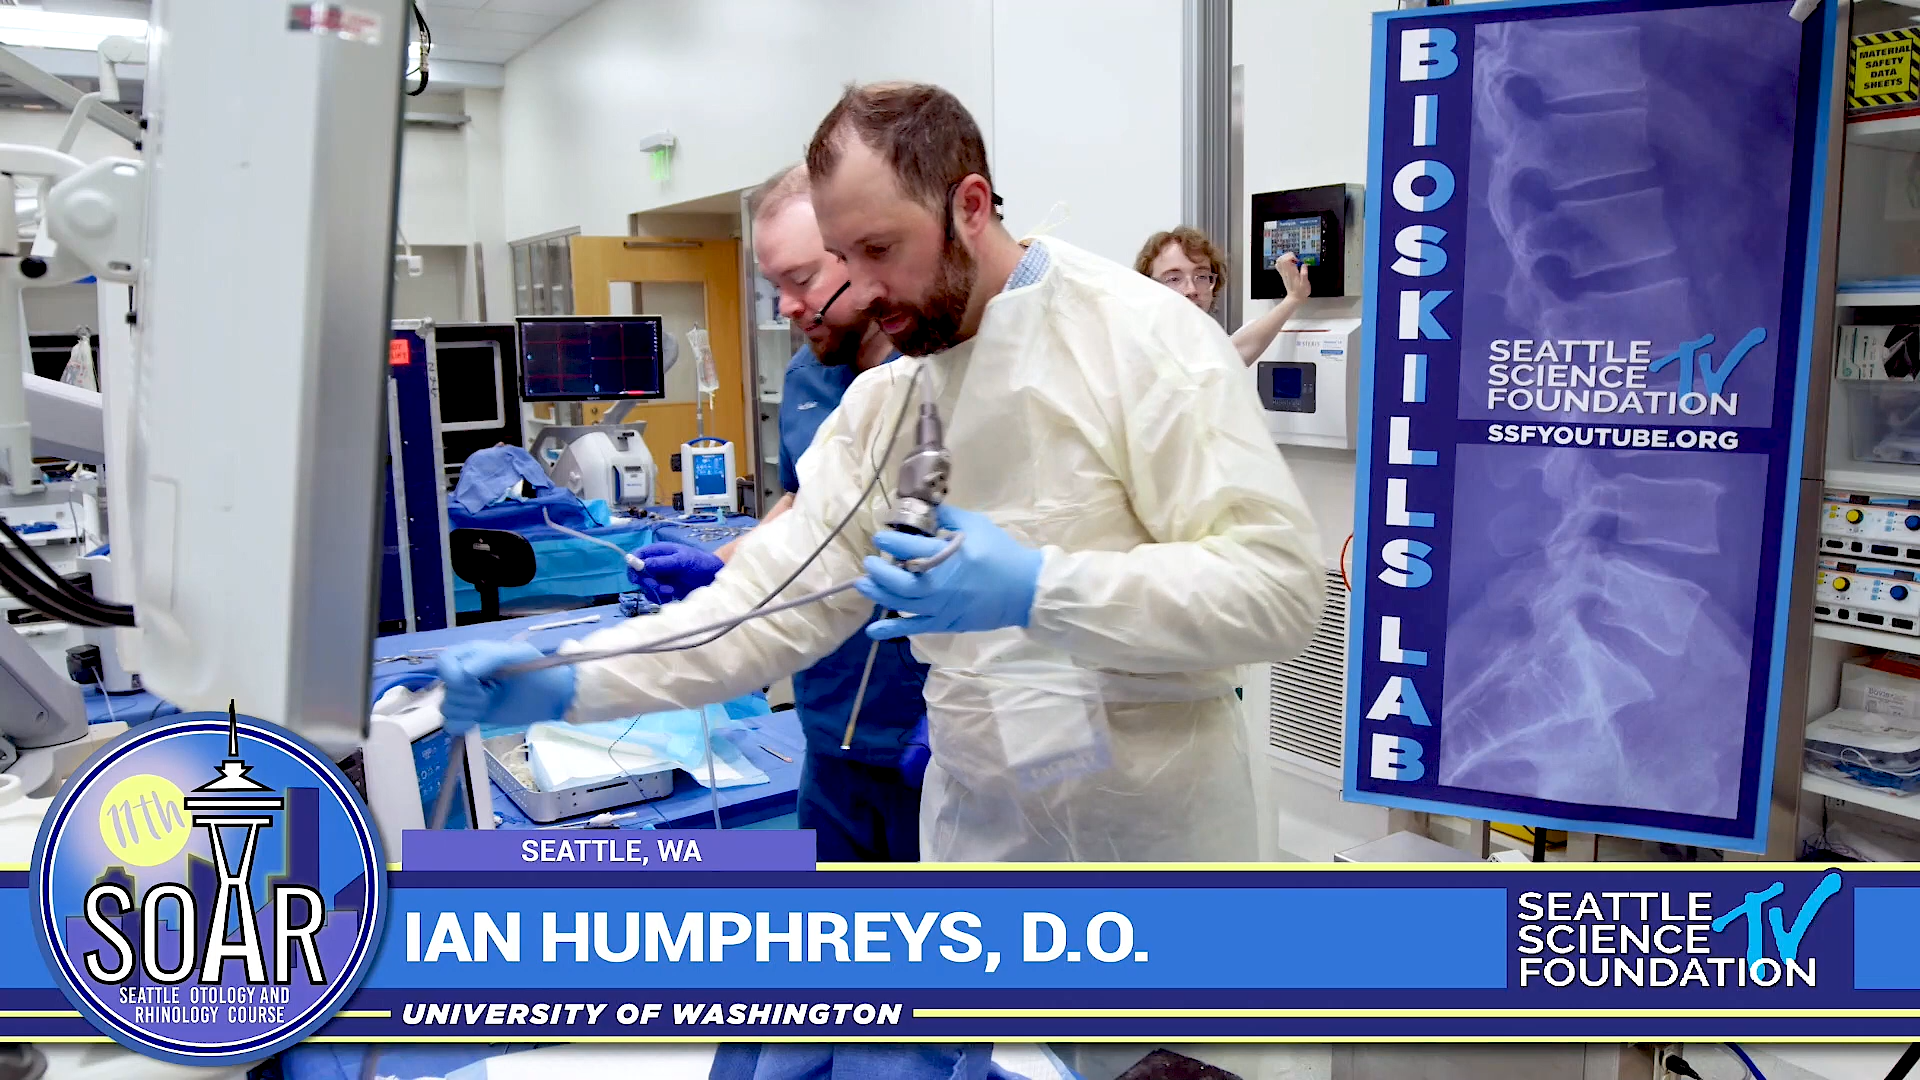 MATERIAL
SAFETY
DATA
SHEETS
BIOSKILLS LAB
SEATTLE
SCIENCE
FOUNDATION
TV
SSFYOUTUBE.ORG
SEATTLE, WA
IAN HUMPHREYS, D.O.
UNIVERSITY OF WASHINGTON
11th
SOAR
SEATTLE OTOLOGY AND
RHINOLOGY COURSE
SEATTLE
SCIENCE
FOUNDATION
TV